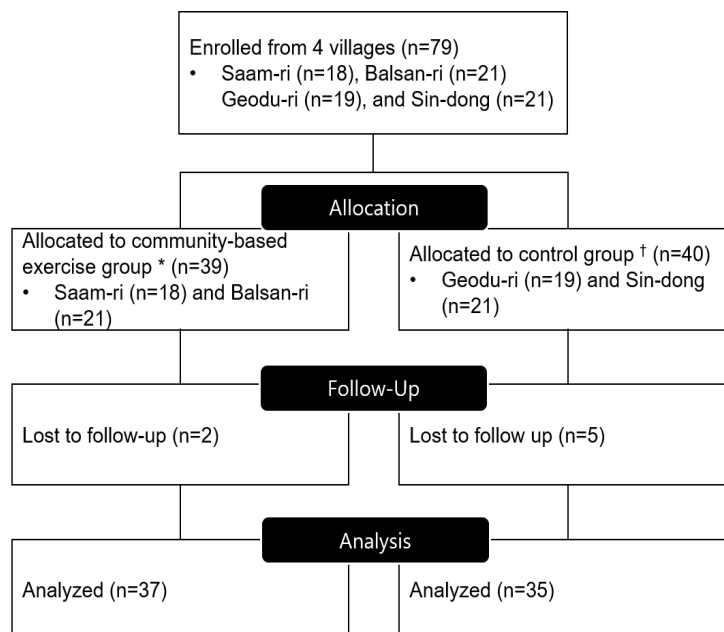 Enrolled from 4 villages (n=79)
• Saam-ri (n=18), Balsan-ri (n=21)
Geodu-ri (n=19), and Sin-dong (n=21)
Allocation
Allocated to community-based
exercise group * (n=39)
• Saam-ri (n=18) and Balsan-ri
(n=21)
Allocated to control group † (n=40)
• Geodu-ri (n=19) and Sin-dong
(n=21)
Follow-Up
Lost to follow-up (n=2)
Lost to follow up (n=5)
Analysis
Analyzed (n=37)
Analyzed (n=35)